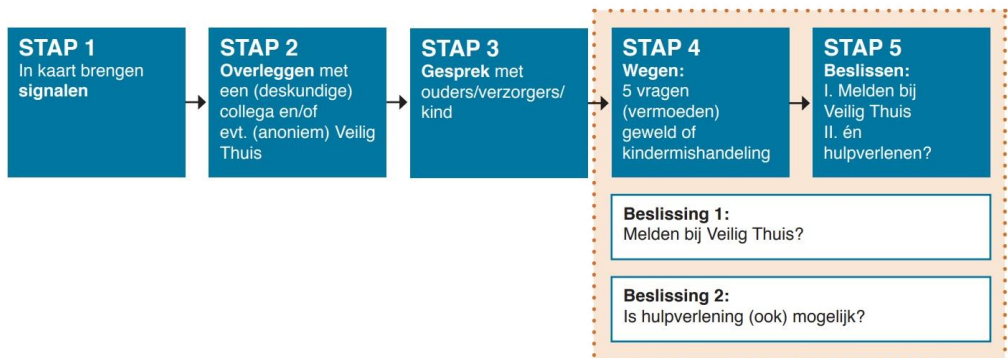 STAP 1
In kaart brengen
signalen
STAP 2
Overleggen met
een (deskundige)
collega en/of
evt. (anoniem) Veilig
Thuis
STAP 3
Gesprek met
ouders/verzorgers/
kind
STAP 4
Wegen:
5 vragen
(vermoeden)
geweld of
kindermishandeling
STAP 5
Beslissen:
I. Melden bij
Veilig Thuis
II. én
hulpverlenen?
Beslissing 1:
Melden bij Veilig Thuis?
Beslissing 2:
Is hulpverlening (ook) mogelijk?